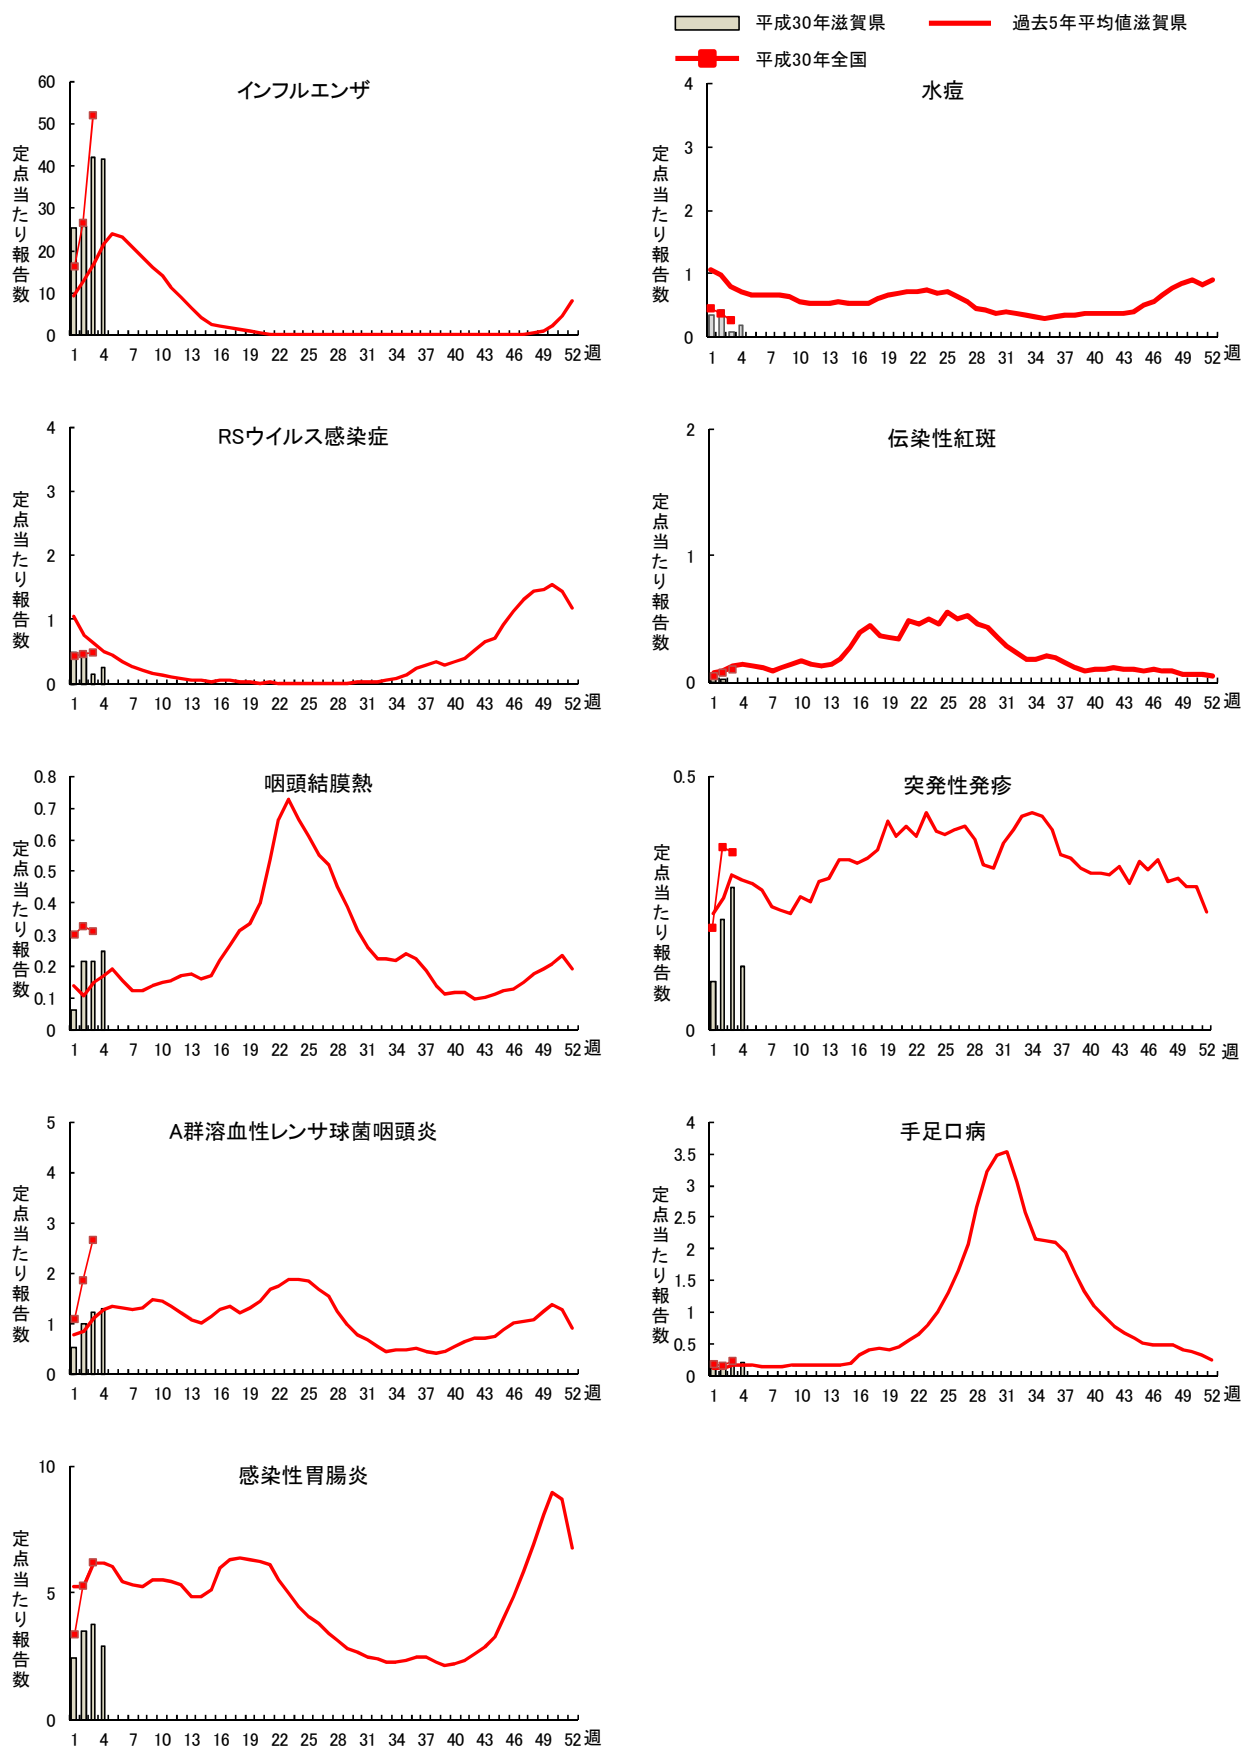 平成30年滋賀県 過去5年平均値滋賀県
平成30年全国
インフルエンザ
定点当たり報告数
60
50
40
30
20
10
0
1 4 7 10 13 16 19 22 25 28 31 34 37 40 43 46 49 52 週
水痘
定点当たり報告数
4
3
2
1
0
1 4 7 10 13 16 19 22 25 28 31 34 37 40 43 46 49 52 週
RSウイルス感染症
定点当たり報告数
4
3
2
1
0
1 4 7 10 13 16 19 22 25 28 31 34 37 40 43 46 49 52 週
伝染性紅斑
定点当たり報告数
2
1
0
1 4 7 10 13 16 19 22 25 28 31 34 37 40 43 46 49 52 週
咽頭結膜熱
定点当たり報告数
0.8
0.7
0.6
0.5
0.4
0.3
0.2
0.1
0
1 4 7 10 13 16 19 22 25 28 31 34 37 40 43 46 49 52 週
突発性発疹
定点当たり報告数
0.5
0
1 4 7 10 13 16 19 22 25 28 31 34 37 40 43 46 49 52 週
A群溶血性レンサ球菌咽頭炎
定点当たり報告数
5
4
3
2
1
0
1 4 7 10 13 16 19 22 25 28 31 34 37 40 43 46 49 52 週
手足口病
定点当たり報告数
4
3.5
3
2.5
2
1.5
1
0.5
0
1 4 7 10 13 16 19 22 25 28 31 34 37 40 43 46 49 52 週
感染性胃腸炎
定点当たり報告数
10
5
0
1 4 7 10 13 16 19 22 25 28 31 34 37 40 43 46 49 52 週